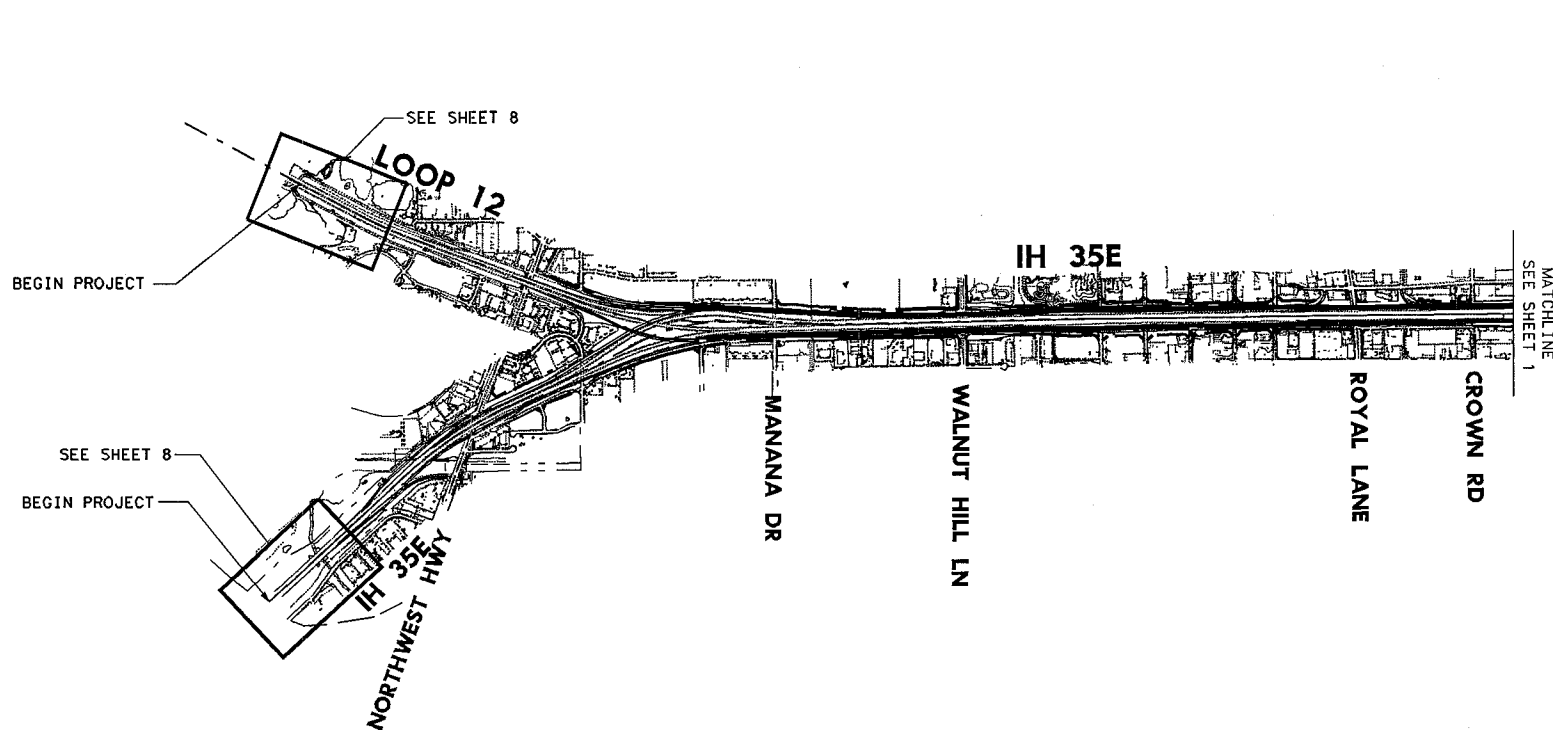 SEE SHEET 8
LOOP 12
BEGIN PROJECT
IH 35E
MATCHLINE
SEE SHEET 1
SEE SHEET 8
BEGIN PROJECT
IH 35E
NORTHWEST HWY
MANANA DR
WALNUT HILL LN
ROYAL LANE
CROWN RD